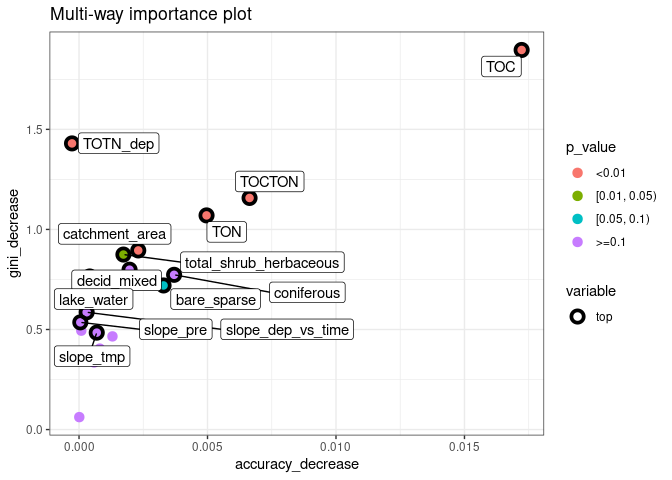 Multi-way importance plot
TOC
TOTN_dep
TOCTON
TON
catchment_area
total_shrub_herbaceous
decid_mixed
coniferous
lake_water
bare_sparse
slope_pre
slope_dep_vs_time
slope_tmp
gini_decrease
1.5
1.0
0.5
0.0
0.000
0.005
0.010
0.015
accuracy_decrease
p_value
<0.01
[0.01, 0.05)
[0.05, 0.1)
>=0.1
variable
top